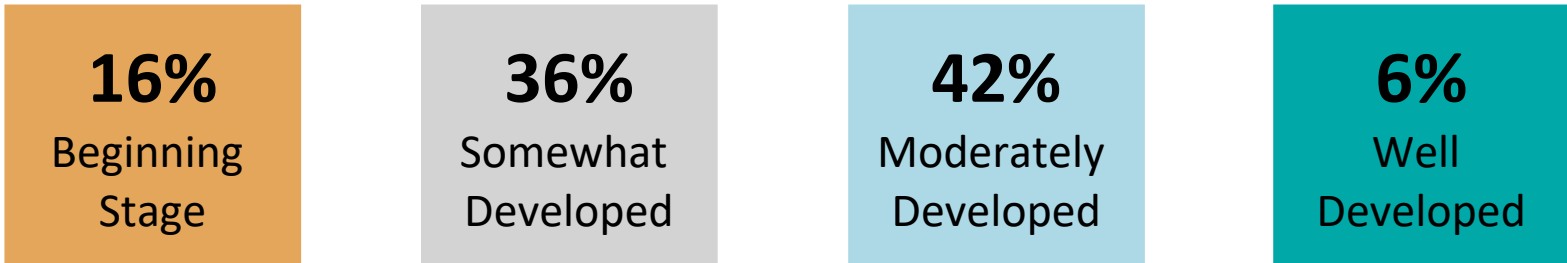 16%
Beginning
Stage
36%
Somewhat
Developed
42%
Moderately
Developed
6%
Well
Developed